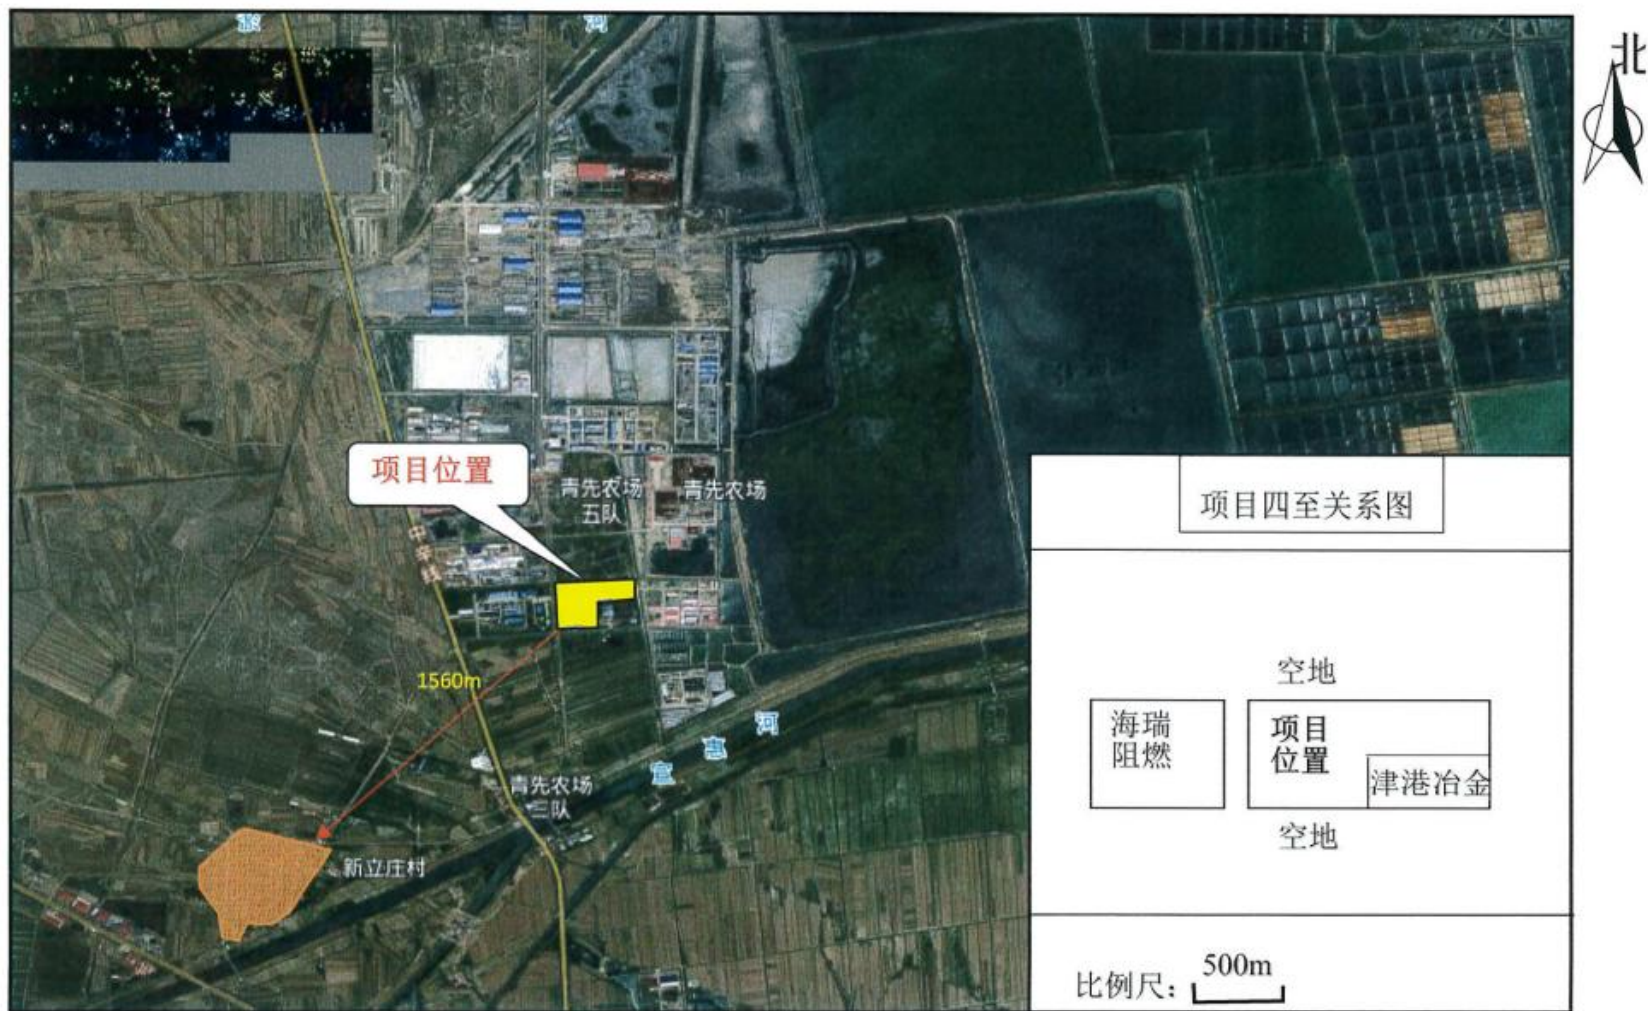 北
项目位置
青先农场
五队
青先农场
1560m
青先农场
三队
宣惠河
新立庄村
项目四至关系图
空地
海瑞
阻燃
项目
位置
津港冶金
空地
比例尺：
500m